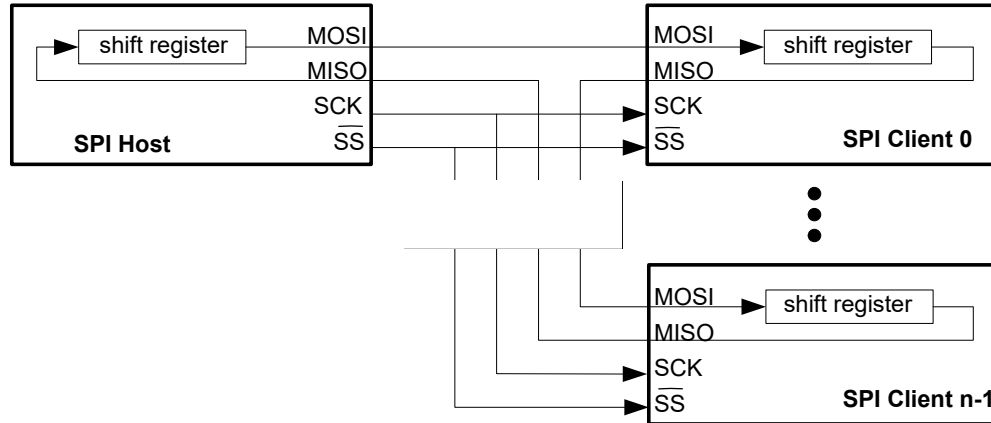 shift register
MOSI
MISO
SCK
SS
SPI Host
MOSI
shift register
MISO
SCK
SS
SPI Client 0
MOSI
shift register
MISO
SCK
SS
SPI Client n-1